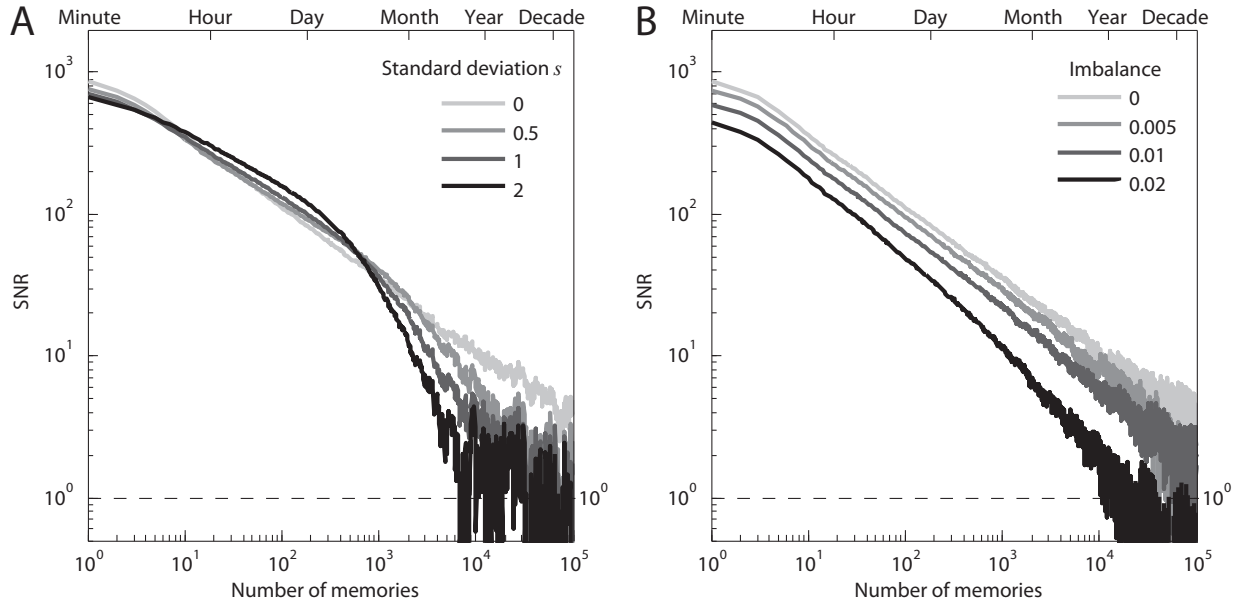 A
Minute Hour Day Month Year Decade
Standard deviation s
0
0.5
1
2
SNR
10³
10²
10¹
10⁰
10⁰
10⁰ 10¹ 10² 10³ 10⁴ 10⁵
Number of memories
B
Minute Hour Day Month Year Decade
Imbalance
0
0.005
0.01
0.02
SNR
10³
10²
10¹
10⁰
10⁰
10⁰ 10¹ 10² 10³ 10⁴ 10⁵
Number of memories